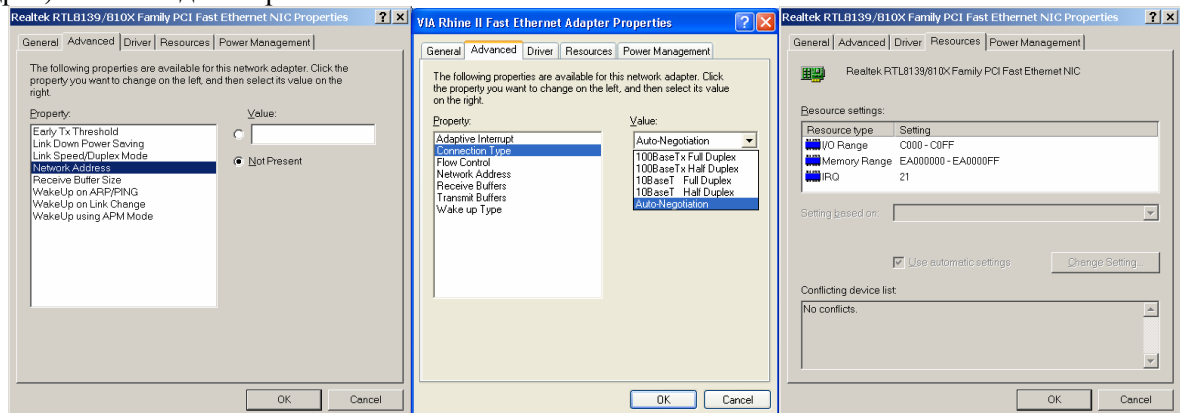 Realtek RTL8139/810X Family PCI Fast Ethernet NIC Properties
General Advanced Driver Resources Power Management
The following properties are available for this network adapter. Click the
property you want to change on the left, and then select its value on the
right.
Property:
Value:
Early Tx Threshold
Link Down Power Saving
Link Speed/Duplex Mode
Network Address
Receive Buffer Size
WakeUp on ARP/PING
WakeUp on Link Change
WakeUp using APM Mode
Not Present
OK Cancel
VIA Rhine II Fast Ethernet Adapter Properties
General Advanced Driver Resources Power Management
The following properties are available for this network adapter. Click
the property you want to change on the left, and then select its value
on the right.
Property:
Value:
Adaptive Interrupt
Connection Type
Flow Control
Network Address
Receive Buffers
Transmit Buffers
Wake up Type
Auto-Negotiation
100BaseTx Full Duplex
100BaseTx Half Duplex
10BaseT Full Duplex
10BaseT Half Duplex
Auto-Negotiation
OK Cancel
Realtek RTL8139/810X Family PCI Fast Ethernet NIC Properties
General Advanced Driver Resources Power Management
Realtek RTL8139/810X Family PCI Fast Ethernet NIC
Resource settings:
Resource type Setting
I/O Range C000 - C0FF
Memory Range EA000000 - EA0000FF
IRQ 21
Setting based on:
Use automatic settings
Change Setting...
Conflicting device list:
No conflicts.
OK Cancel